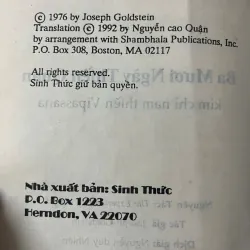 (c) 1976 by Joseph Goldstein
Translation (c) 1992 by Nguyễn cao Quận
by arrangement with Shambhala Publications, Inc.
P.O. Box 308, Boston, MA 02117
All rights reserved.
Sinh Thức giữ bản quyền.
Nhà xuất bản: Sinh Thức
P.O. Box 1223
Herndon, VA 22070